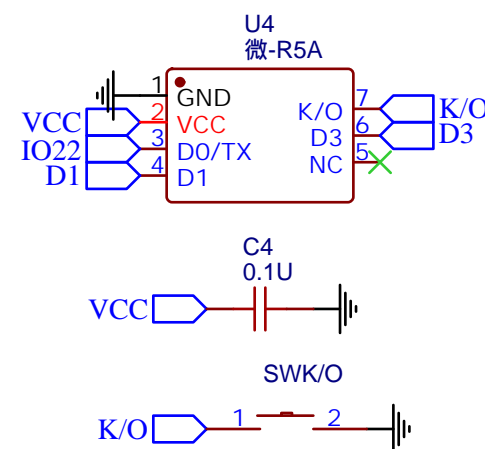 U4
微-R5A
1 GND
VCC 2 VCC
IO22 3 D0/TX
D1 4 D1
K/O 7 K/O
D3 6 D3
NC 5
C4
0.1U
VCC
SWK/O
K/O 1 2